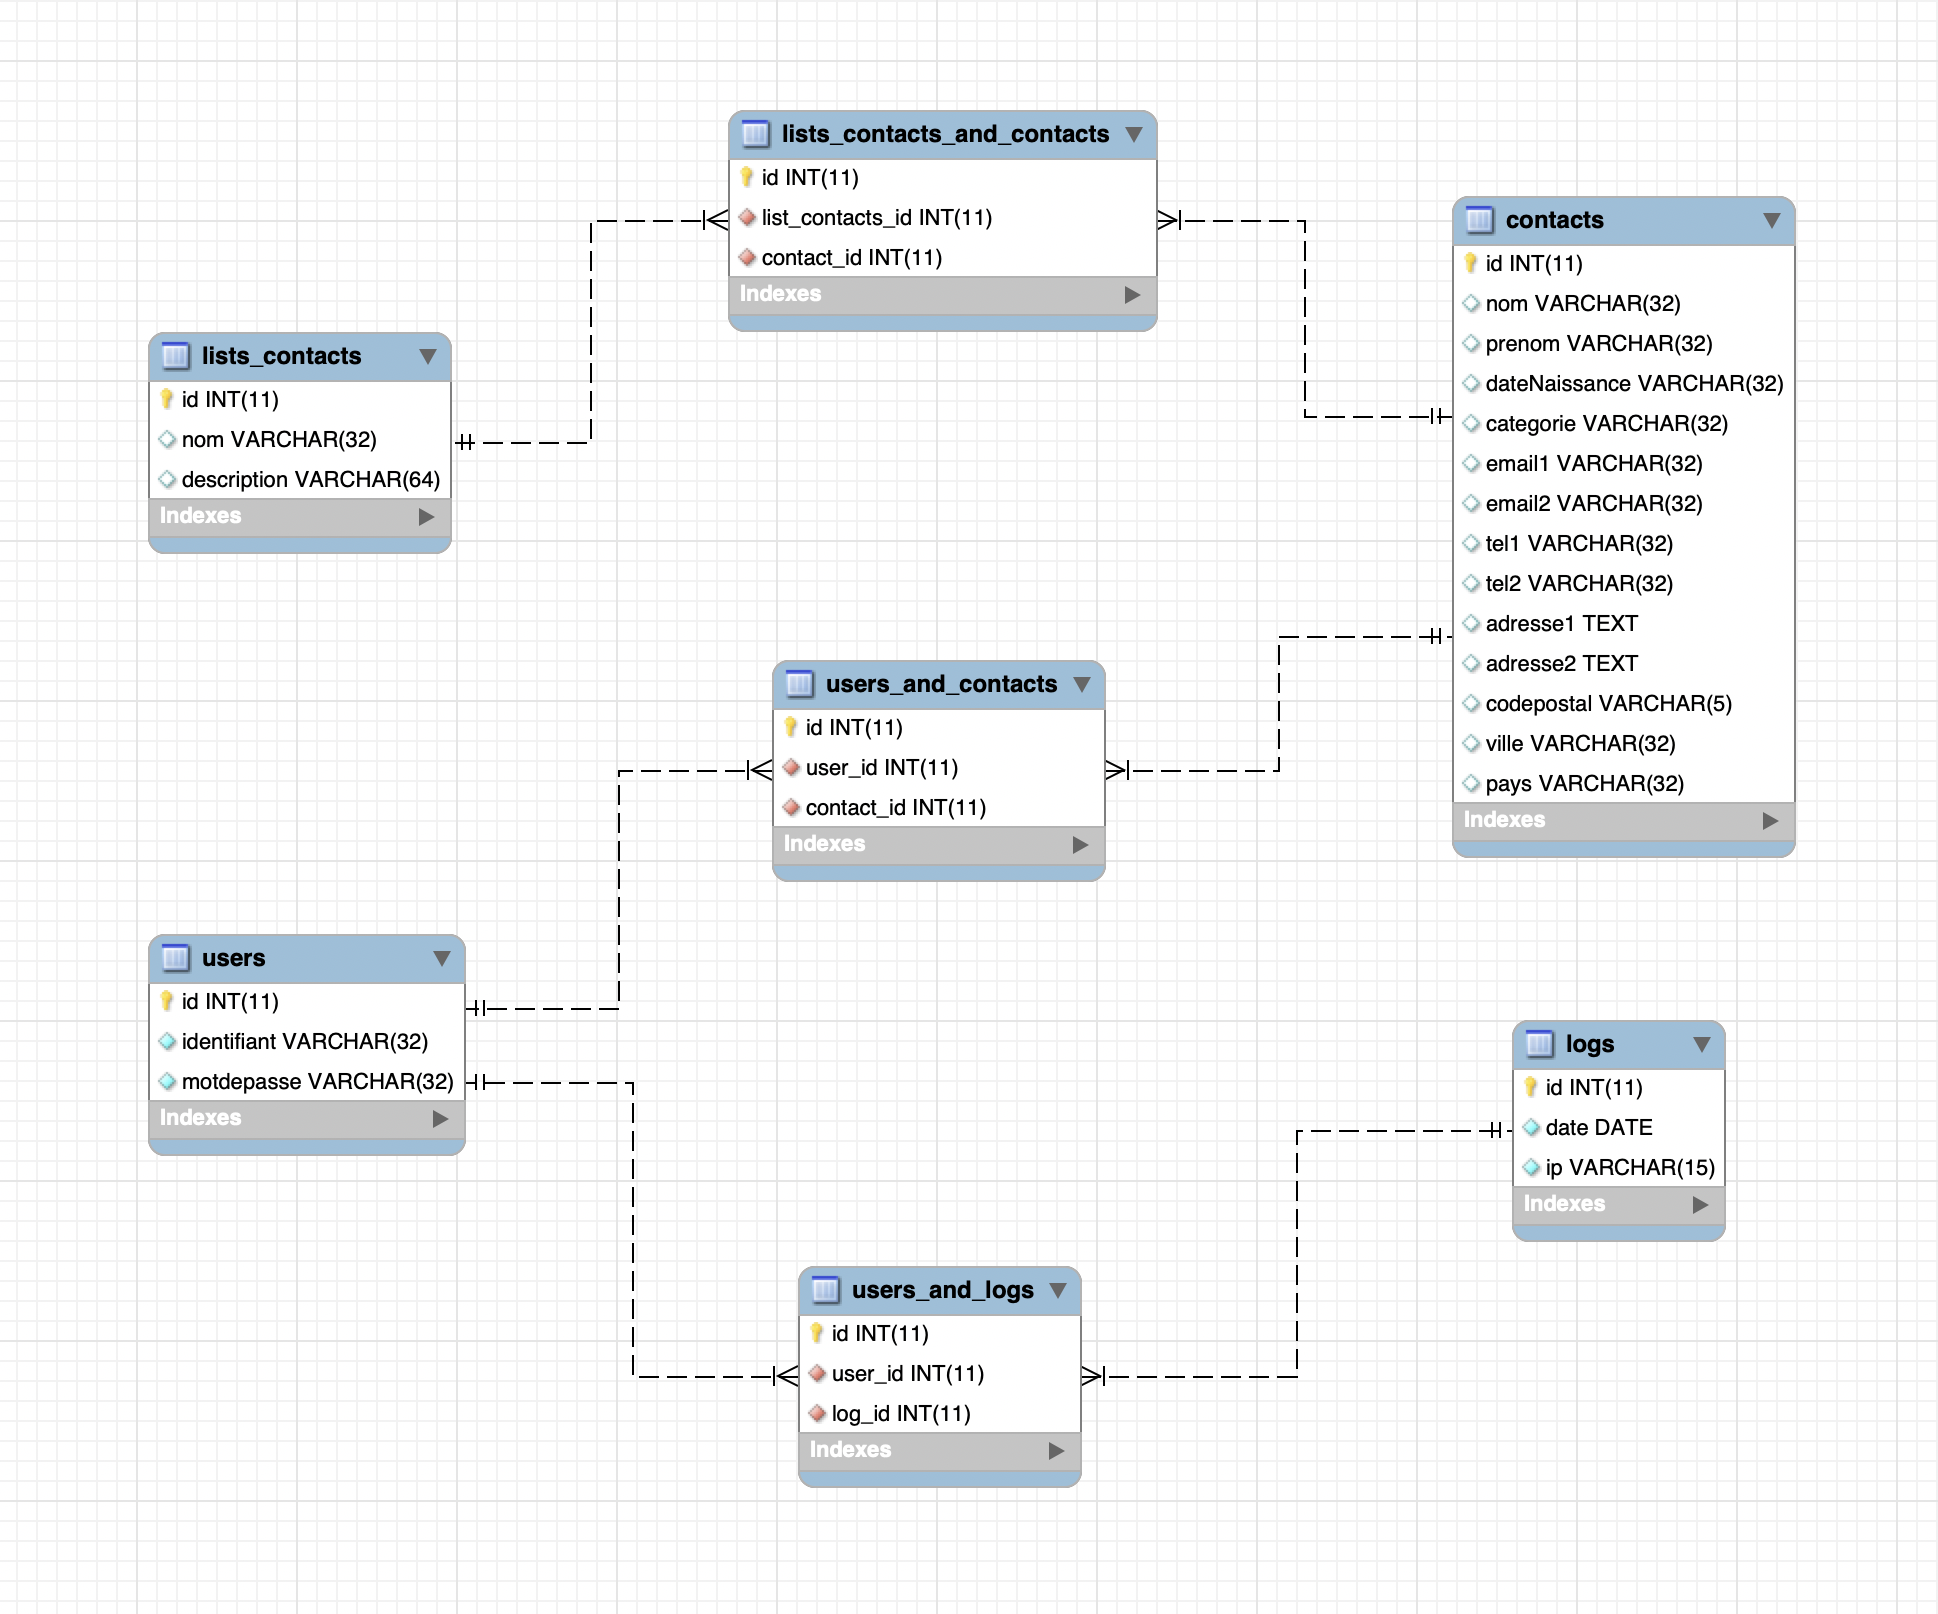 lists_contacts_and_contacts
id INT(11)
list_contacts_id INT(11)
contact_id INT(11)
Indexes
contacts
id INT(11)
nom VARCHAR(32)
prenom VARCHAR(32)
dateNaissance VARCHAR(32)
categorie VARCHAR(32)
email1 VARCHAR(32)
email2 VARCHAR(32)
tel1 VARCHAR(32)
tel2 VARCHAR(32)
adresse1 TEXT
adresse2 TEXT
codepostal VARCHAR(5)
ville VARCHAR(32)
pays VARCHAR(32)
Indexes
lists_contacts
id INT(11)
nom VARCHAR(32)
description VARCHAR(64)
Indexes
users_and_contacts
id INT(11)
user_id INT(11)
contact_id INT(11)
Indexes
users
id INT(11)
identifiant VARCHAR(32)
motdepasse VARCHAR(32)
Indexes
logs
id INT(11)
date DATE
ip VARCHAR(15)
Indexes
users_and_logs
id INT(11)
user_id INT(11)
log_id INT(11)
Indexes